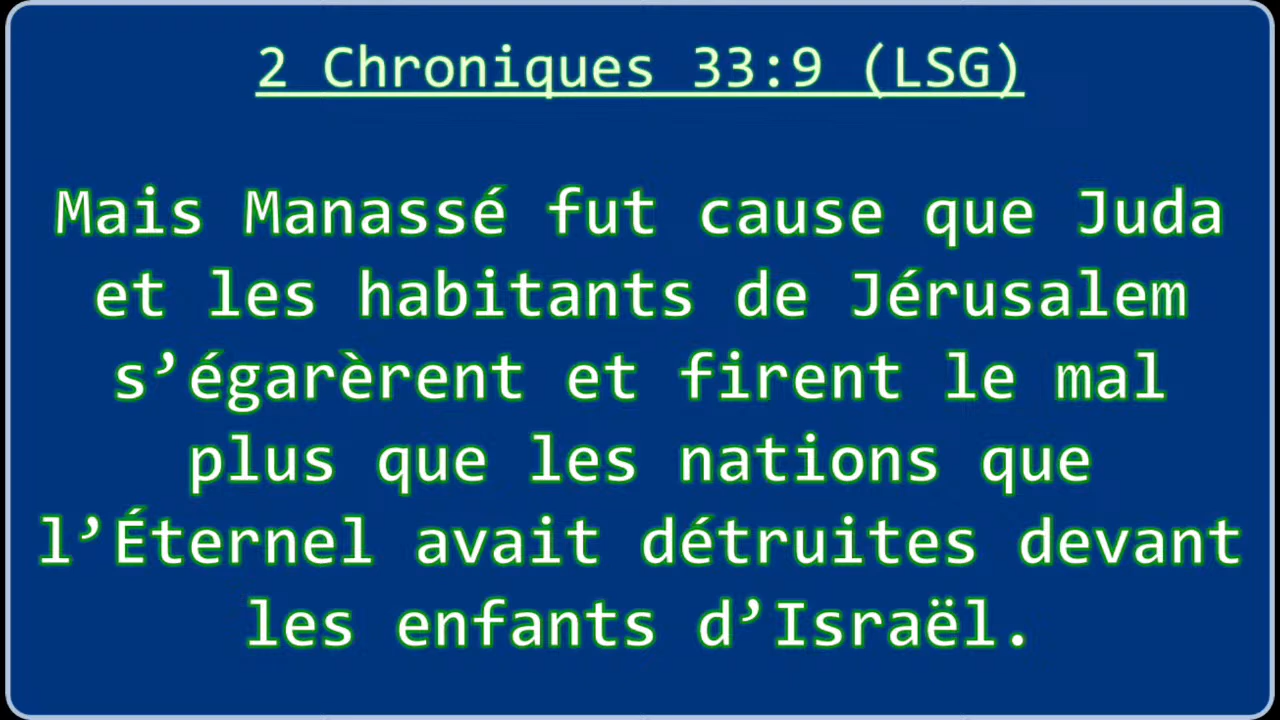 2 Chroniques 33:9 (LSG)
Mais Manassé fut cause que Juda
et les habitants de Jérusalem
s’égarèrent et firent le mal
plus que les nations que
l’Éternel avait détruites devant
les enfants d’Israël.